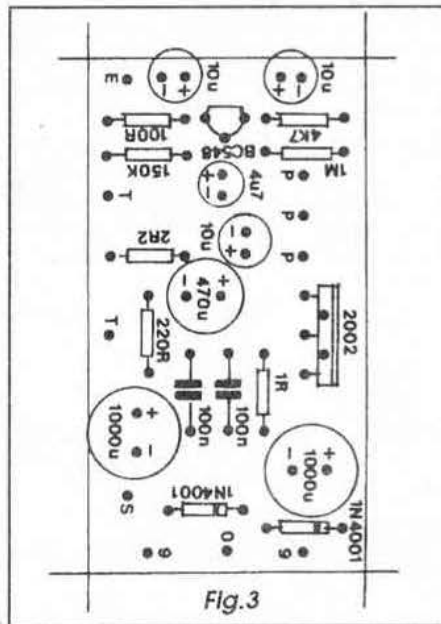 E
10u
10u
- +
+ -
100R
BC548
4K7
150K
1M
4u7
+
-
P
T
P
10u
-
+
2R2
P
- +
470u
T
220R
2002
1R
100n
100n
1000u
+
-
- +
1000u
S
1N4001
1N4001
9
0
9
Fig.3